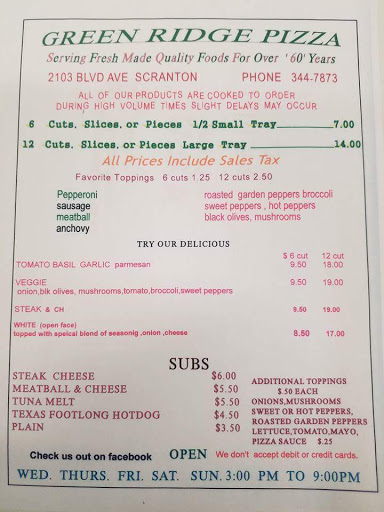 GREEN RIDGE PIZZA
Serving Fresh Made Quality Foods For Over '60' Years
2103 BLVD AVE SCRANTON PHONE 344-7873
ALL OF OUR PRODUCTS ARE COOKED TO ORDER
DURING HIGH VOLUME TIMES SLIGHT DELAYS MAY OCCUR
6 Cuts, Slices, or Pieces 1/2 Small Tray 7.00
12 Cuts, Slices, or Pieces Large Tray 14.00
All Prices Include Sales Tax
Favorite Toppings 6 cuts 1.25 12 cuts 2.50
Pepperoni roasted garden peppers broccoli
sausage sweet peppers , hot peppers
meatball black olives, mushrooms
anchovy
TRY OUR DELICIOUS
$ 6 cut 12 cut
TOMATO BASIL GARLIC parmesan 9.50 18.00
VEGGIE 9.50 19.00
onion,blk olives, mushrooms,tomato,broccoli,sweet peppers
STEAK & CH 9.50 19.00
WHITE (open face)
topped with speical blend of seasonig ,onion ,cheese 8.50 17.00
SUBS
STEAK CHEESE $6.00
MEATBALL & CHEESE $5.50
TUNA MELT $5.50
TEXAS FOOTLONG HOTDOG $4.50
PLAIN $3.50
ADDITIONAL TOPPINGS
$.50 EACH
ONIONS,MUSHROOMS
SWEET OR HOT PEPPERS,
ROASTED GARDEN PEPPERS
LETTUCE,TOMATO,MAYO,
PIZZA SAUCE $.25
Check us out on facebook OPEN We don't accept debit or credit cards.
WED. THURS. FRI. SAT. SUN. 3:00 PM TO 9:00PM